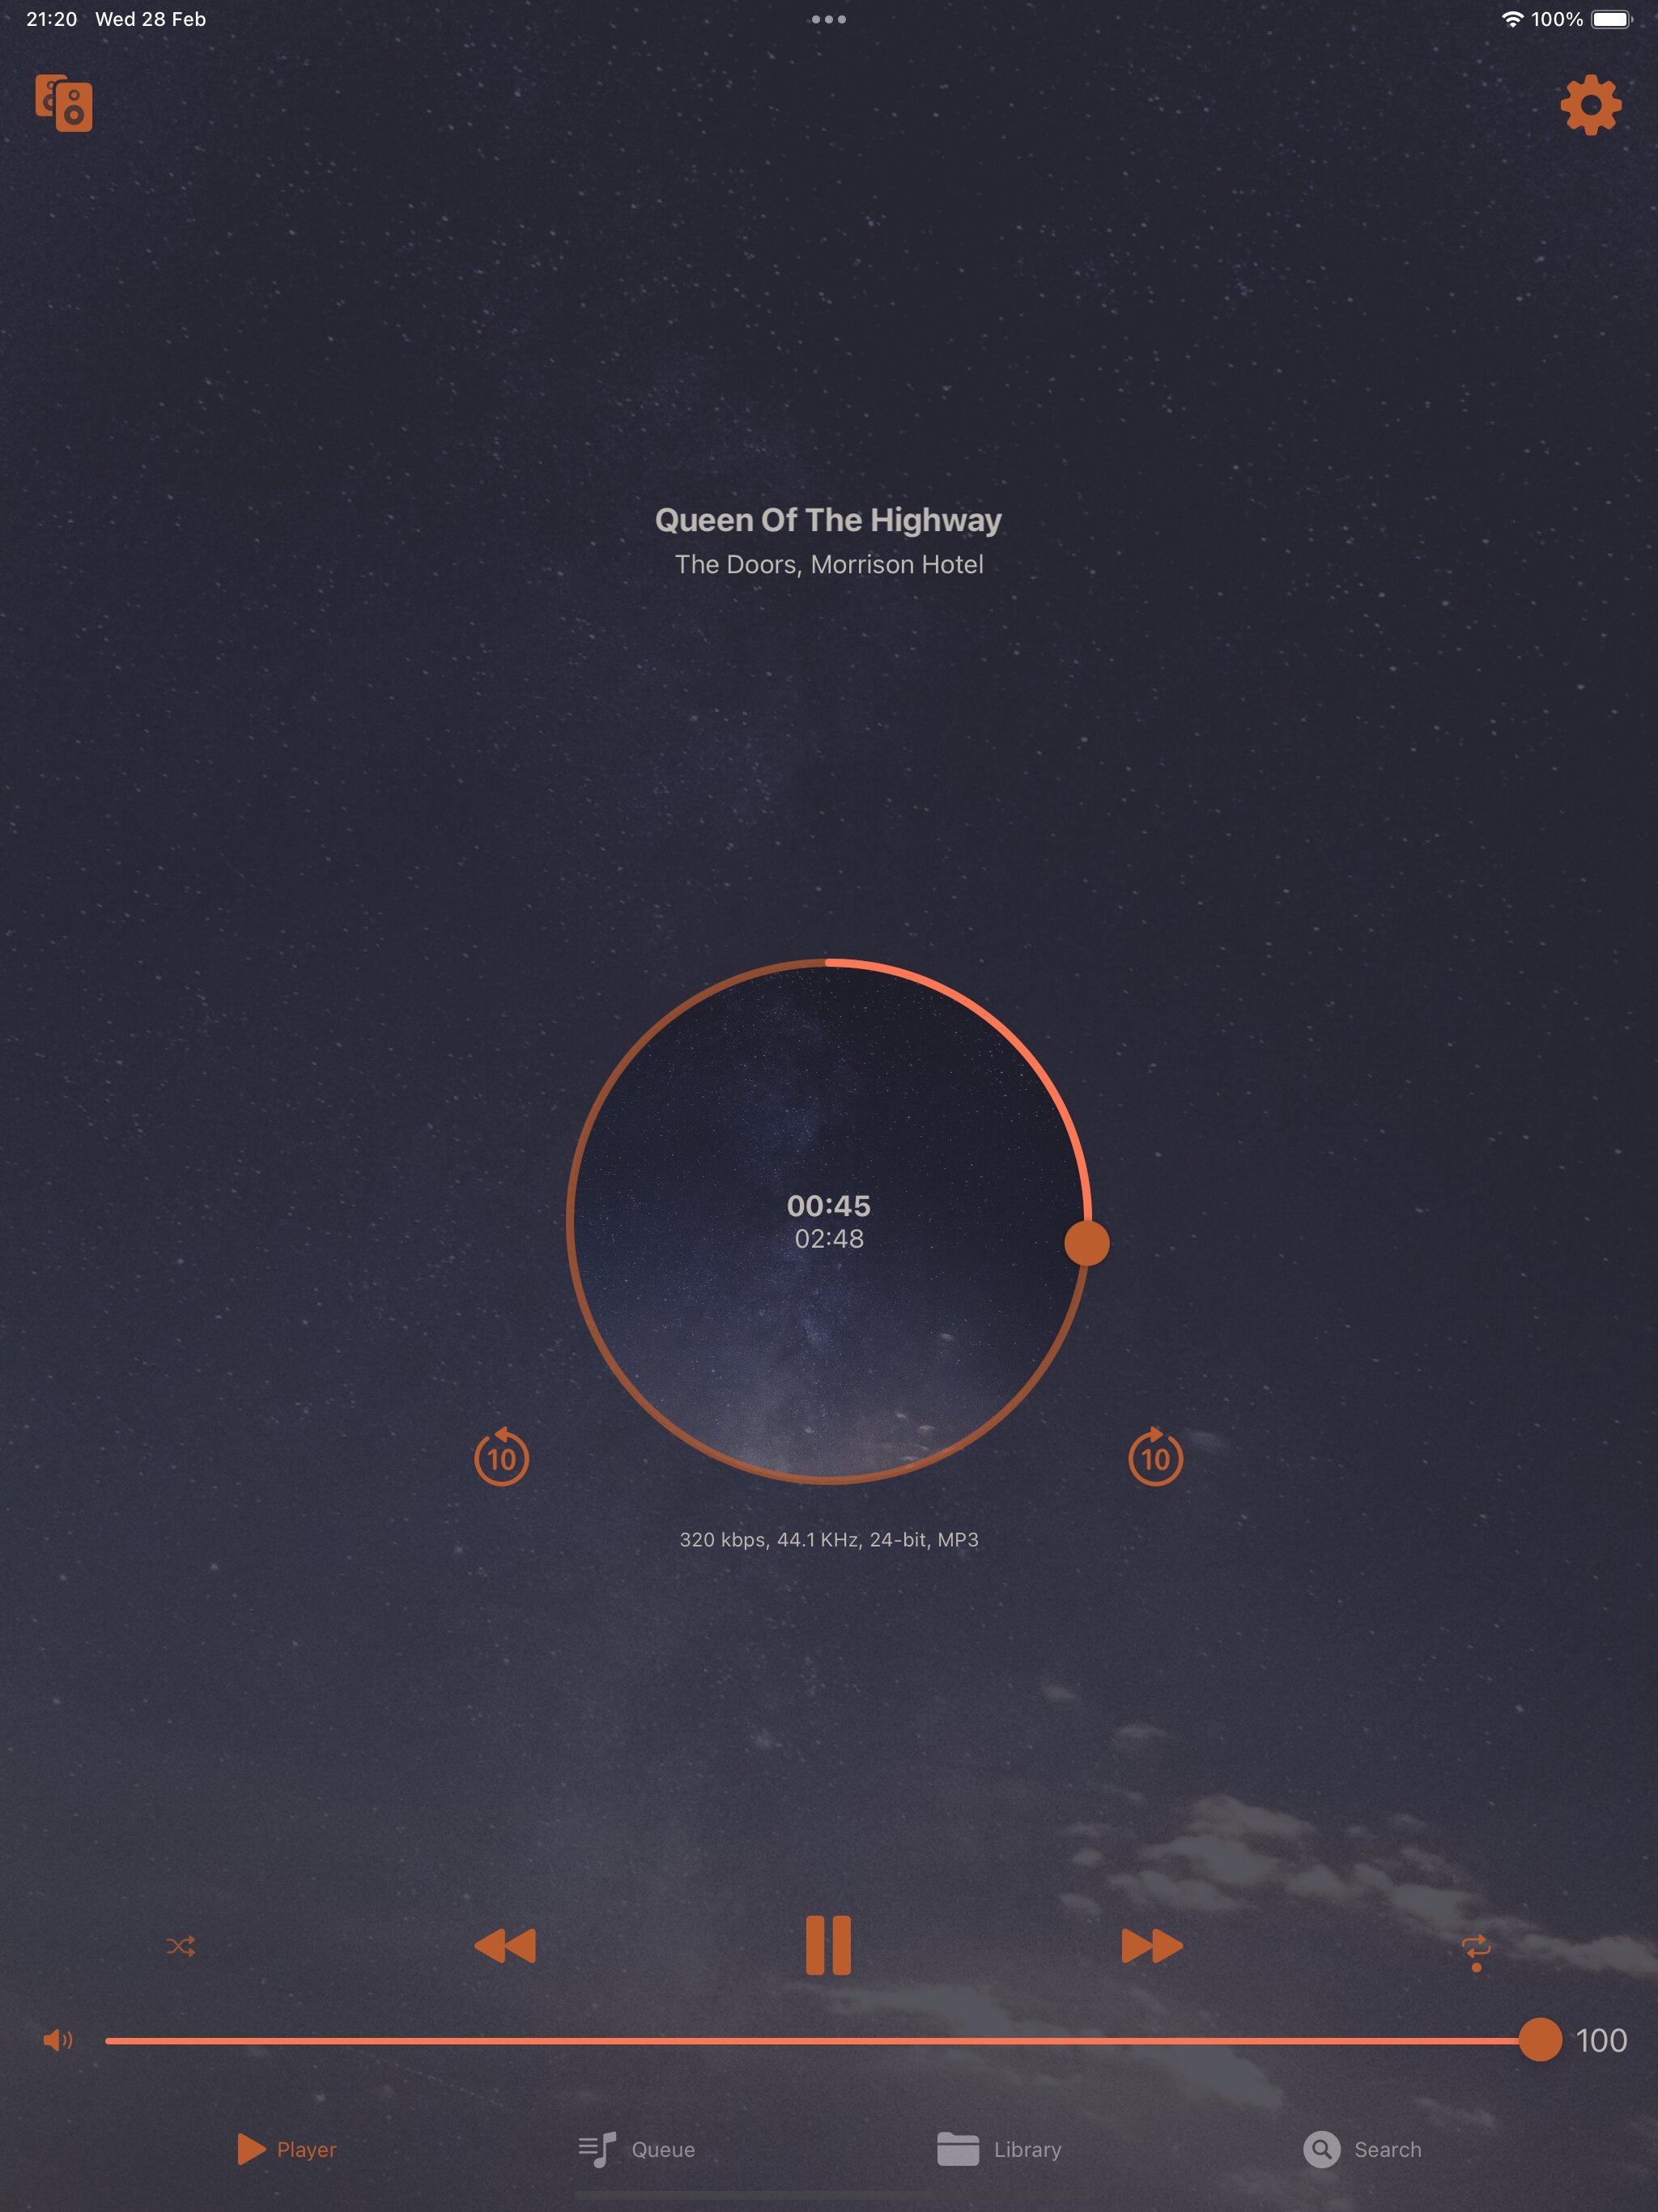 21:20 Wed 28 Feb
100%
Queen Of The Highway
The Doors, Morrison Hotel
00:45
02:48
10
10
320 kbps, 44.1 KHz, 24-bit, MP3
100
Player
Queue
Library
Search